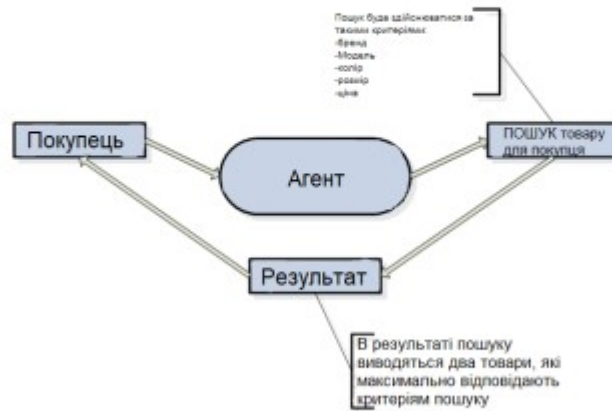 Пошук буде здійснюватися за
такими критеріями:
-бренд
-Модель
-колір
-розмір
-ціна
Покупець
Агент
ПОШУК товару
для покупця
Результат
В результаті пошуку
виводяться два товари, які
максимально відповідають
критеріям пошуку